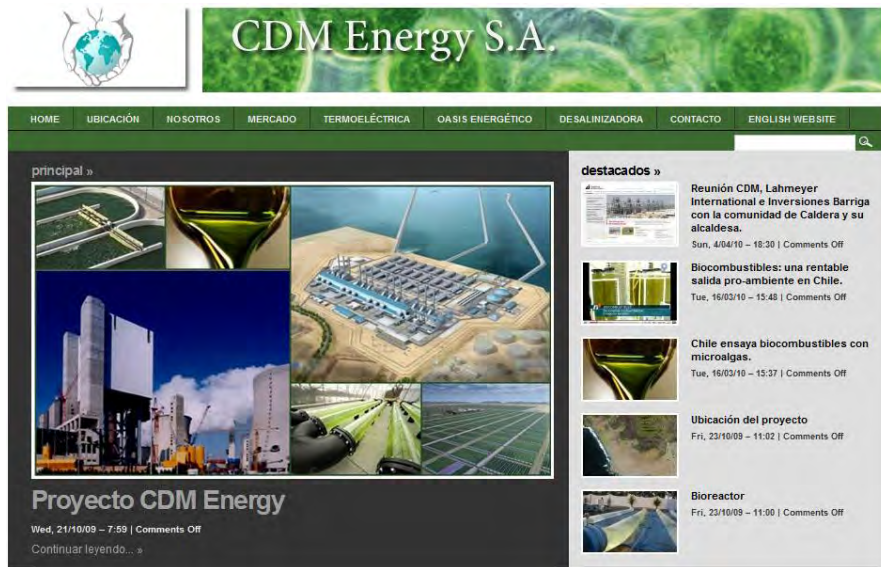 CDM Energy S.A.
HOME UBICACIÓN NOSOTROS MERCADO TERMOELÉCTRICA OASIS ENERGÉTICO DESALINIZADORA CONTACTO ENGLISH WEBSITE
principal »
Proyecto CDM Energy
Wed, 21/10/09 – 7:59 | Comments Off
Continuar leyendo... »
destacados »
Reunión CDM, Lahmeyer
International e Inversiones Barriga
con la comunidad de Caldera y su
alcaldesa.
Sun, 4/04/10 – 18:30 | Comments Off
Biocombustibles: una rentable
salida pro-ambiente en Chile.
Tue, 16/03/10 – 15:48 | Comments Off
Chile ensaya biocombustibles con
microalgas.
Tue, 16/03/10 – 15:37 | Comments Off
Ubicación del proyecto
Fri, 23/10/09 – 11:02 | Comments Off
Bioreactor
Fri, 23/10/09 – 11:00 | Comments Off